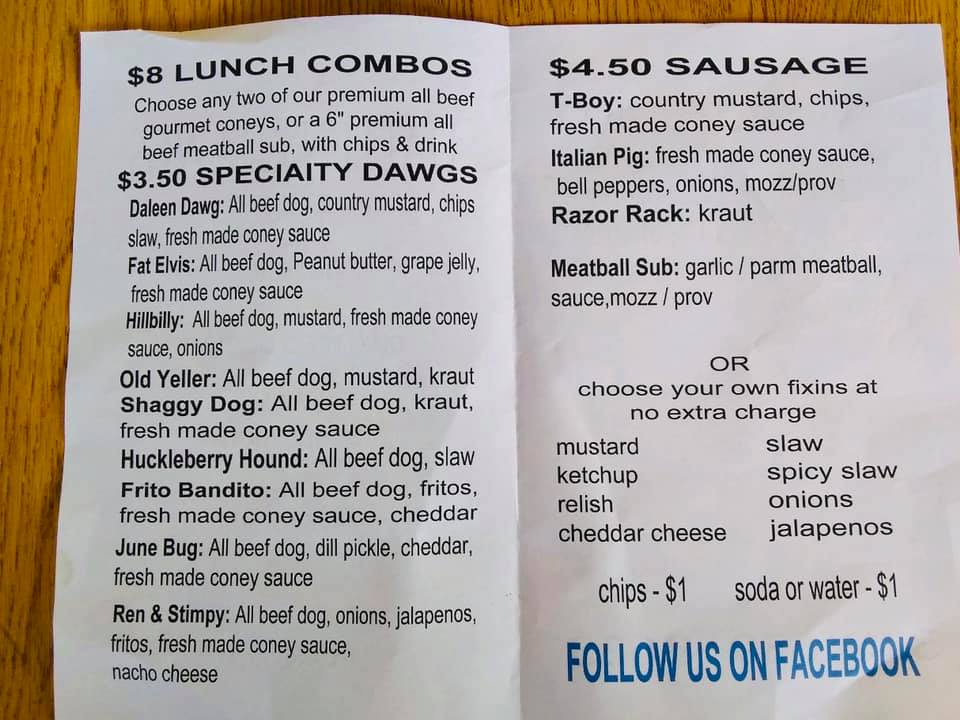 $8 LUNCH COMBOS
Choose any two of our premium all beef
gourmet coneys, or a 6" premium all
beef meatball sub, with chips & drink
$3.50 SPECIAITY DAWGS
Daleen Dawg: All beef dog, country mustard, chips
slaw, fresh made coney sauce
Fat Elvis: All beef dog, Peanut butter, grape jelly,
fresh made coney sauce
Hillbilly: All beef dog, mustard, fresh made coney
sauce, onions
Old Yeller: All beef dog, mustard, kraut
Shaggy Dog: All beef dog, kraut,
fresh made coney sauce
Huckleberry Hound: All beef dog, slaw
Frito Bandito: All beef dog, fritos,
fresh made coney sauce, cheddar
June Bug: All beef dog, dill pickle, cheddar,
fresh made coney sauce
Ren & Stimpy: All beef dog, onions, jalapenos,
fritos, fresh made coney sauce,
nacho cheese
$4.50 SAUSAGE
T-Boy: country mustard, chips,
fresh made coney sauce
Italian Pig: fresh made coney sauce,
bell peppers, onions, mozz/prov
Razor Rack: kraut
Meatball Sub: garlic / parm meatball,
sauce,mozz / prov
OR
choose your own fixins at
no extra charge
mustard
ketchup
relish
cheddar cheese
slaw
spicy slaw
onions
jalapenos
chips - $1 soda or water - $1
FOLLOW US ON FACEBOOK